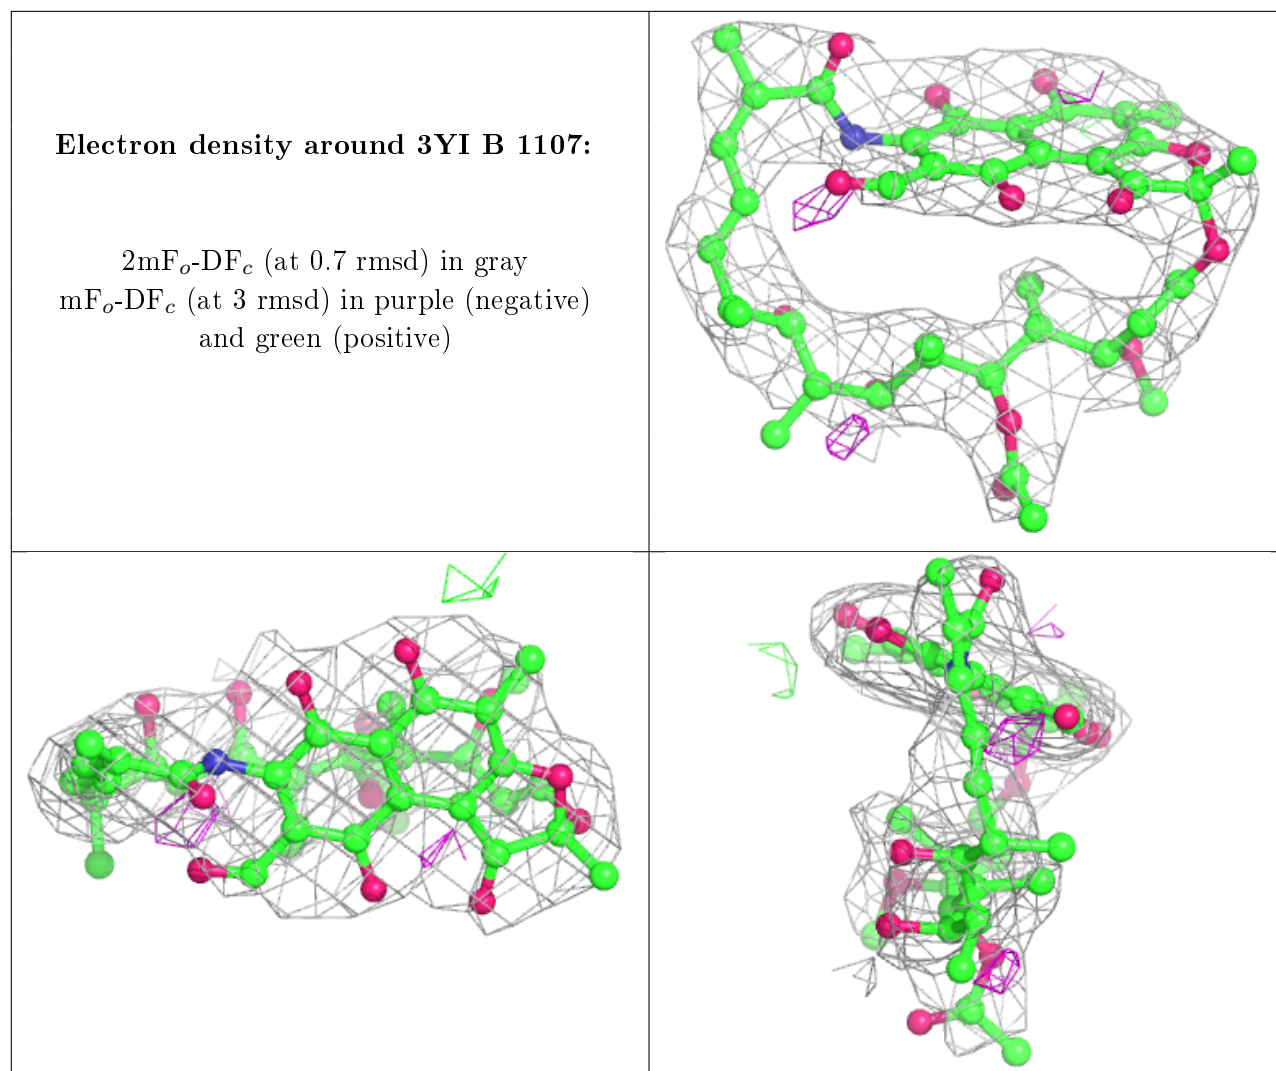 Electron density around 3YI B 1107:
2mFo-DFc (at 0.7 rmsd) in gray
mFo-DFc (at 3 rmsd) in purple (negative)
and green (positive)